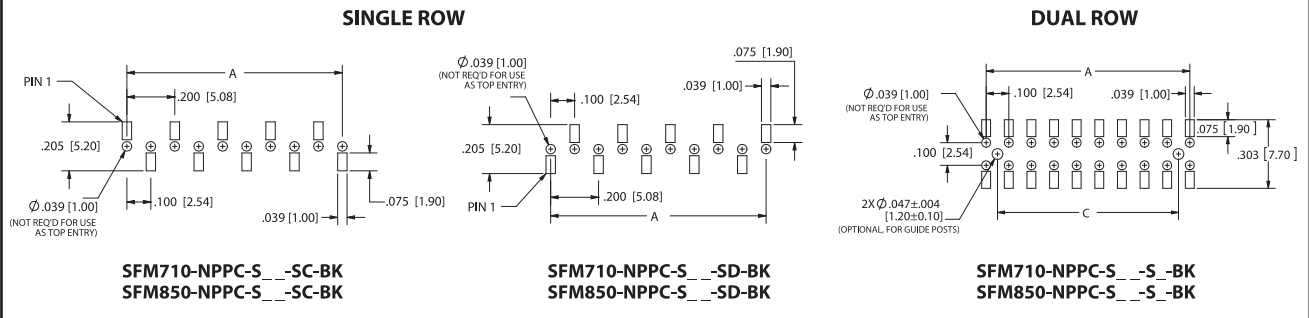 SINGLE ROW
DUAL ROW
PIN 1
A
.200 [5.08]
.205 [5.20]
Ø.039 [1.00]
(NOT REQ'D FOR USE
AS TOP ENTRY)
.100 [2.54]
.039 [1.00]
.075 [1.90]
SFM710-NPPC-S_ _-SC-BK
SFM850-NPPC-S_ _-SC-BK
Ø.039 [1.00]
(NOT REQ'D FOR USE
AS TOP ENTRY)
.075 [1.90]
.039 [1.00]
.100 [2.54]
.205 [5.20]
PIN 1
.200 [5.08]
A
SFM710-NPPC-S_ _-SD-BK
SFM850-NPPC-S_ _-SD-BK
A
Ø.039 [1.00]
(NOT REQ'D FOR USE
AS TOP ENTRY)
.100 [2.54]
.039 [1.00]
.075 [1.90]
.100 [2.54]
.303 [7.70]
2XØ.047±.004
[1.20±0.10]
(OPTIONAL, FOR GUIDE POSTS)
C
SFM710-NPPC-S_ _-S_-BK
SFM850-NPPC-S_ _-S_-BK